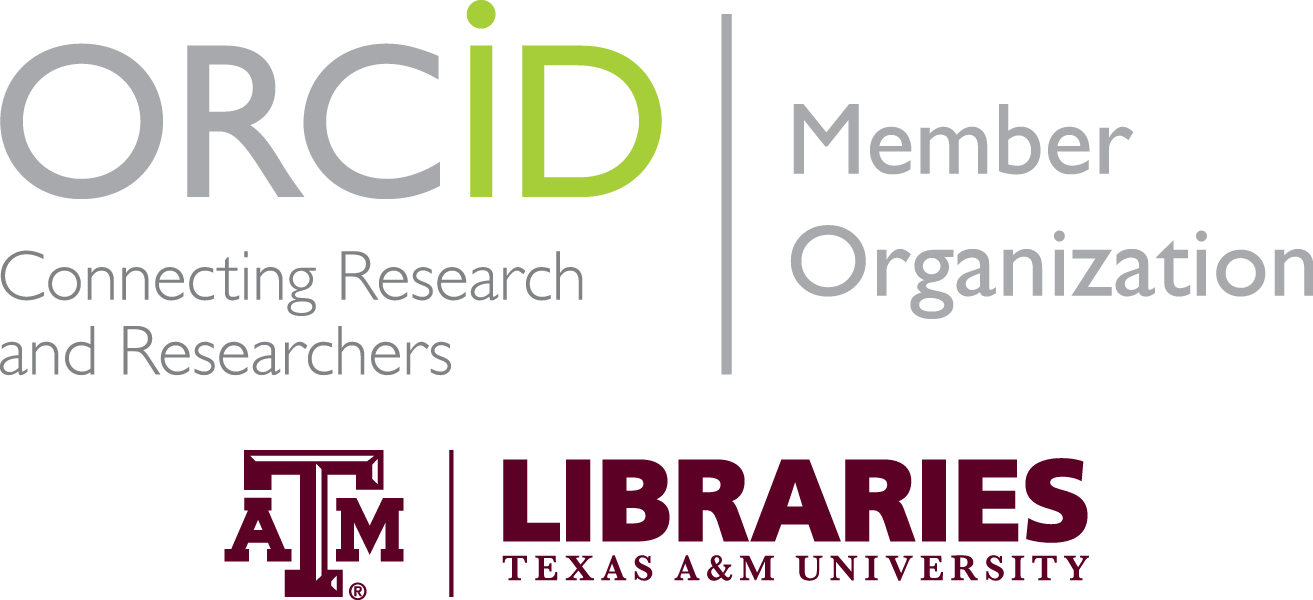 ORCiD
Connecting Research
and Researchers
Member
Organization
ATM®
LIBRARIES
TEXAS A&M UNIVERSITY